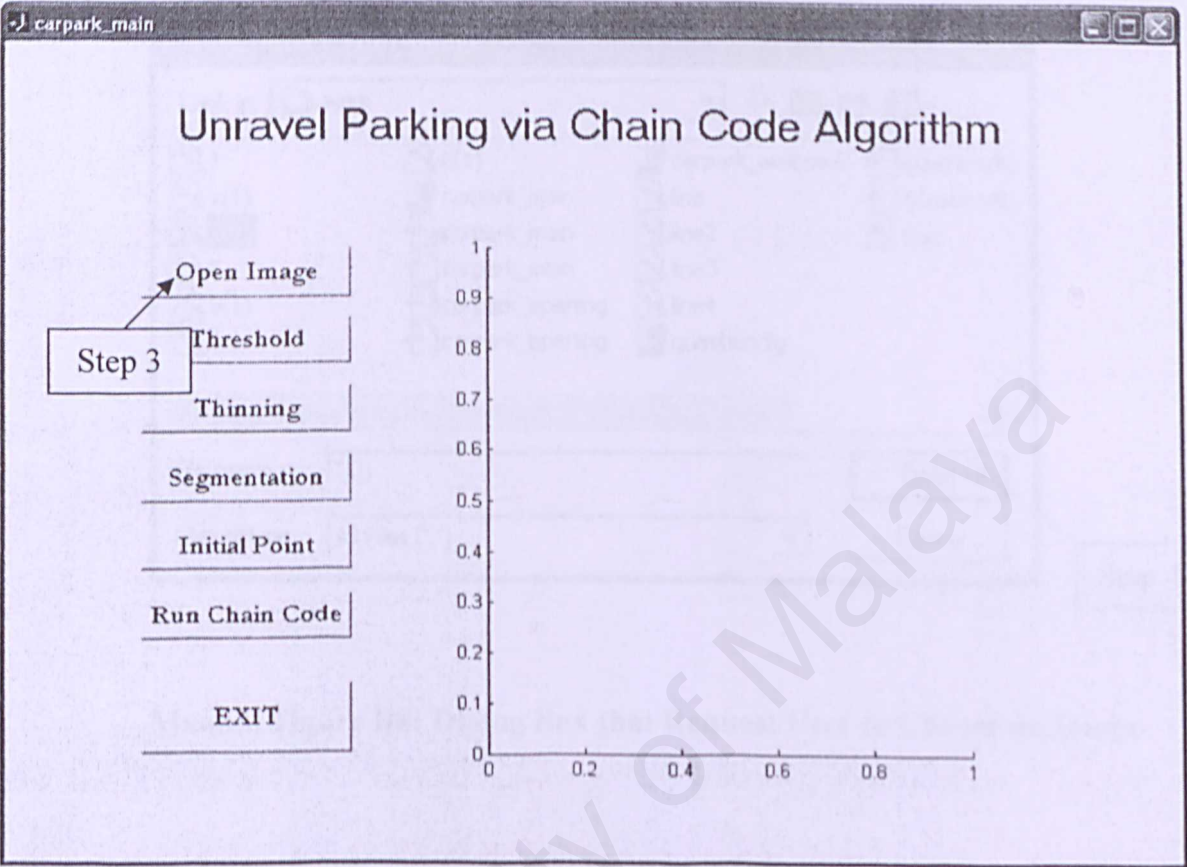 carpark_main
Unravel Parking via Chain Code Algorithm
Open Image
Step 3
Threshold
Thinning
Segmentation
Initial Point
Run Chain Code
EXIT
1
0.9
0.8
0.7
0.6
0.5
0.4
0.3
0.2
0.1
0
0 0.2 0.4 0.6 0.8 1
of Malaya